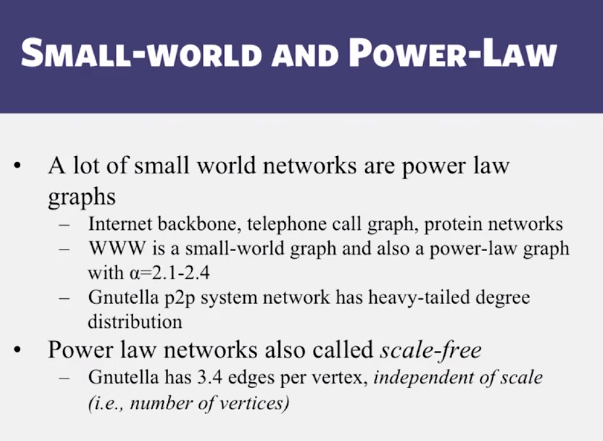 SMALL-WORLD AND POWER-LAW
• A lot of small world networks are power law
graphs
– Internet backbone, telephone call graph, protein networks
– WWW is a small-world graph and also a power-law graph
with α=2.1-2.4
– Gnutella p2p system network has heavy-tailed degree
distribution
• Power law networks also called scale-free
– Gnutella has 3.4 edges per vertex, independent of scale
(i.e., number of vertices)